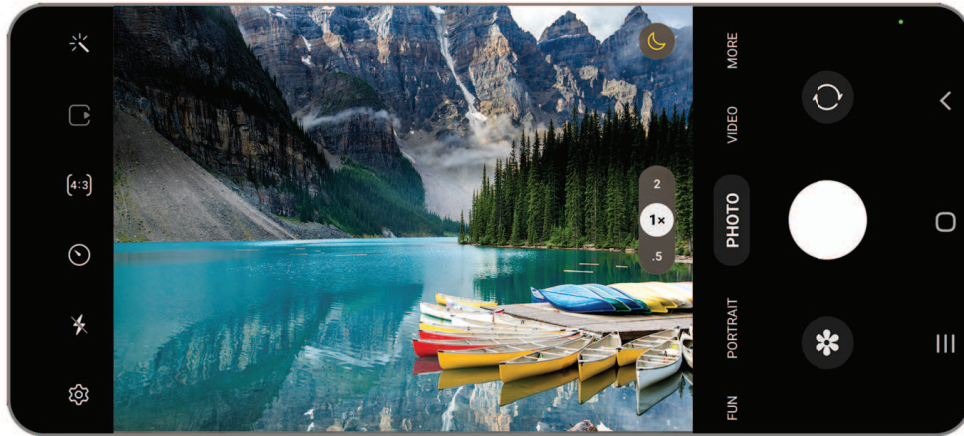 4:3
2
1×
.5
MORE
VIDEO
PHOTO
PORTRAIT
FUN